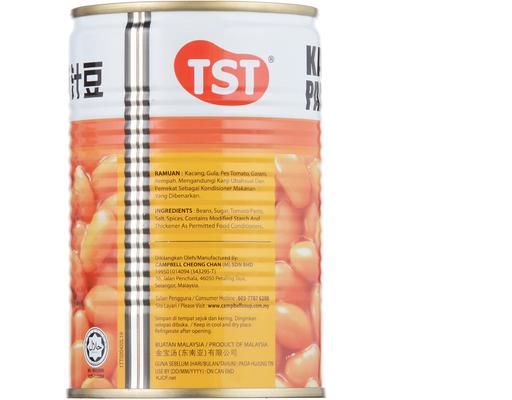 TST®
计豆
RAMUAN : Kacang, Gula, Pes Tomato, Garam,
Rempah. Mengandungi Kanji Ubahsuai Dan
Pemekat Sebagai Kondisioner Makanan
Yang Dibenarkan.
INGREDIENTS : Beans, Sugar, Tomato Paste,
Salt, Spices. Contains Modified Starch And
Thickener As Permitted Food Conditioners.
Dikilangkan Oleh/Manufactured By:
CAMPBELL CHEONG CHAN (M) SDN BHD
199501014094 (343295-T)
56, Jalan Penchala, 46050 Petaling Jaya,
Selangor, Malaysia.
Talian Pengguna / Consumer Hotline : 603-7787 6288
Sila Layari / Please Visit : www.campbellsoup.com.my
Simpan di tempat sejuk dan kering. Dinginkan
selepas dibuka. / Keep in cool and dry place.
Refrigerate after opening.
BUATAN MALAYSIA / PRODUCT OF MALAYSIA
金宝汤(东南亚)有限公司
GUNA SEBELUM (HARI/BULAN/TAHUN) : PADA HUJUNG TIN
USE BY (DD/MM/YYYY) : ON CAN END